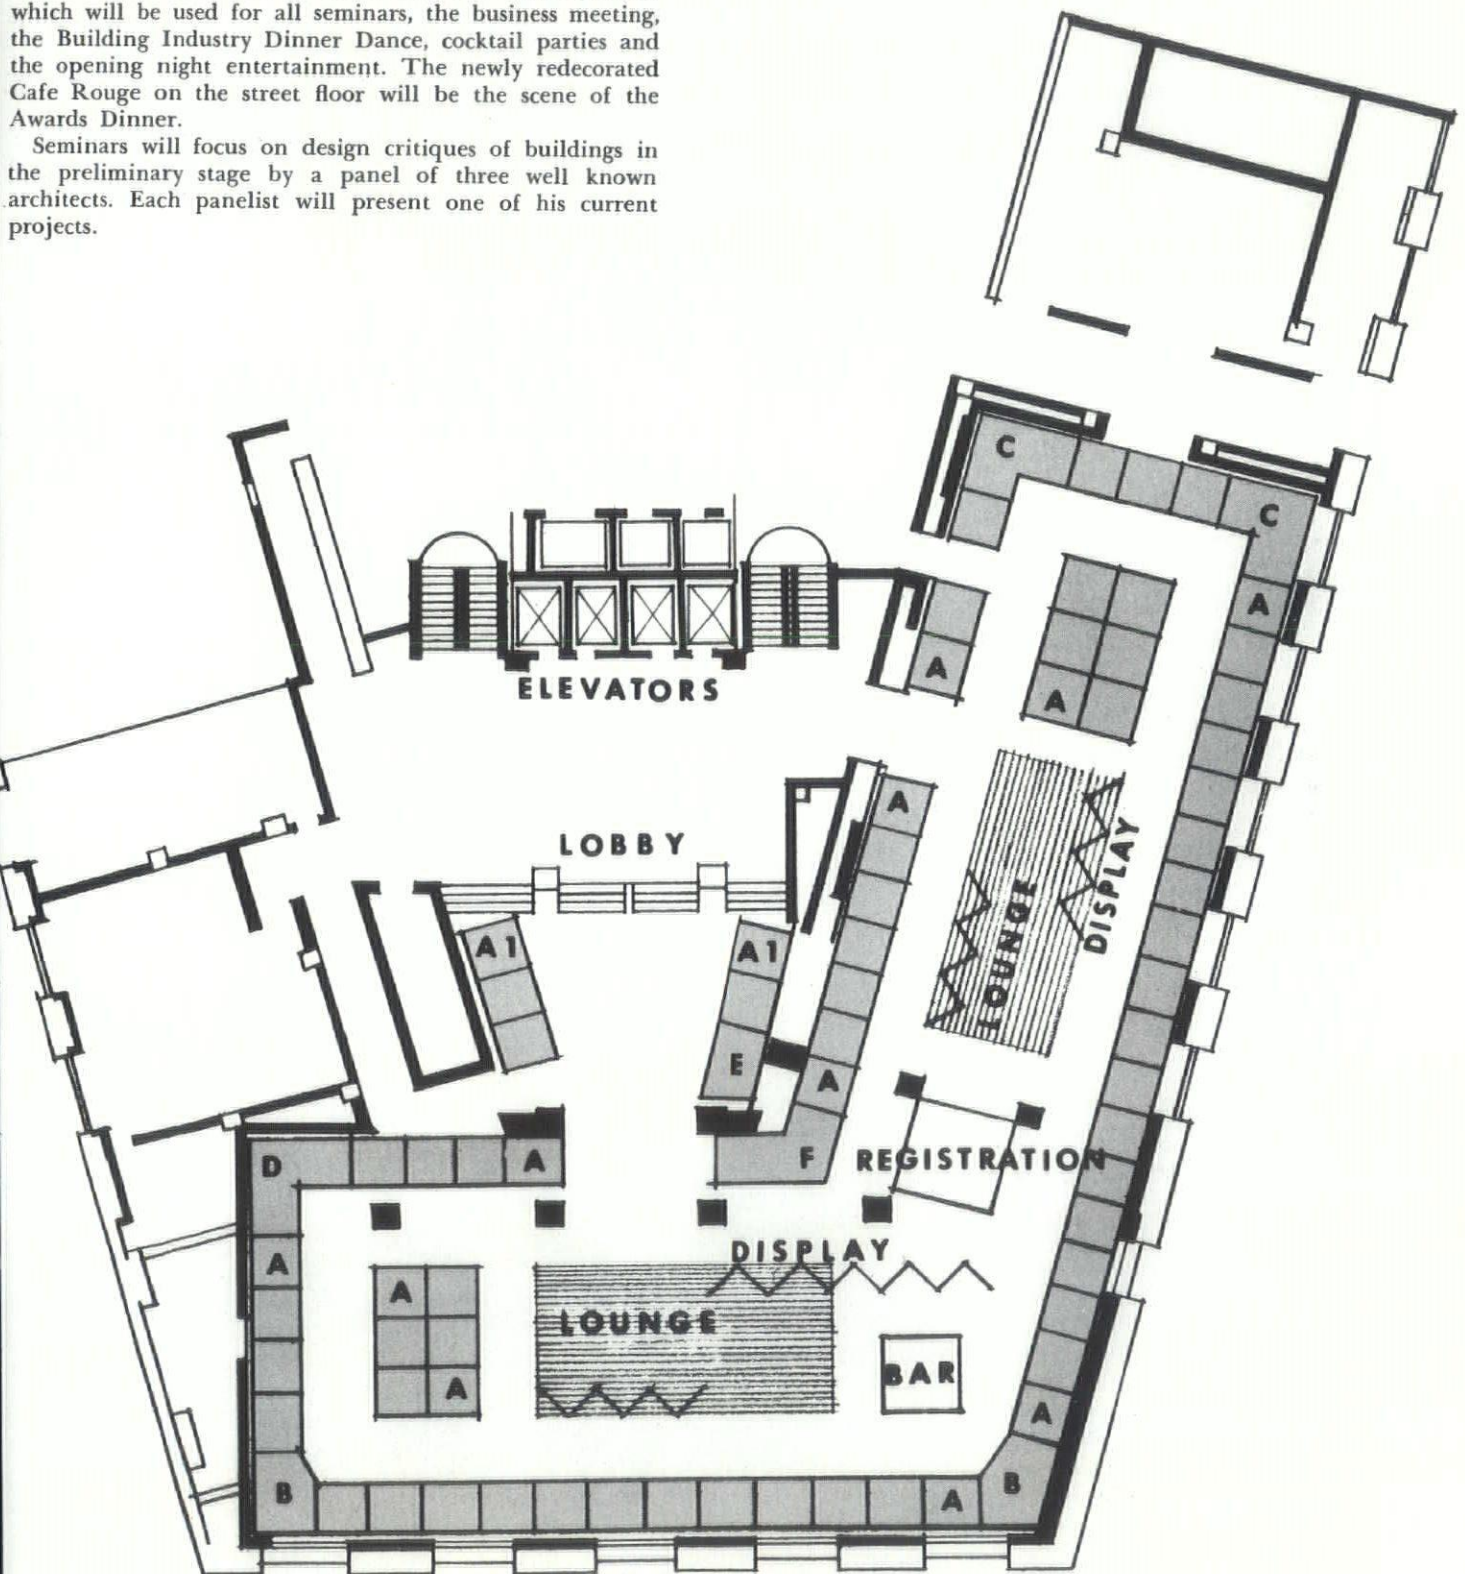 which will be used for all seminars, the business meeting,
the Building Industry Dinner Dance, cocktail parties and
the opening night entertainment. The newly redecorated
Cafe Rouge on the street floor will be the scene of the
Awards Dinner.
Seminars will focus on design critiques of buildings in
the preliminary stage by a panel of three well known
architects. Each panelist will present one of his current
projects.
C
C
A
A
A
ELEVATORS
A
LOBBY
DISPLAY
LOUNGE
A1
A1
E
A
D
A
F
REGISTRATION
DISPLAY
A
A
LOUNGE
BAR
A
A
B
A
B